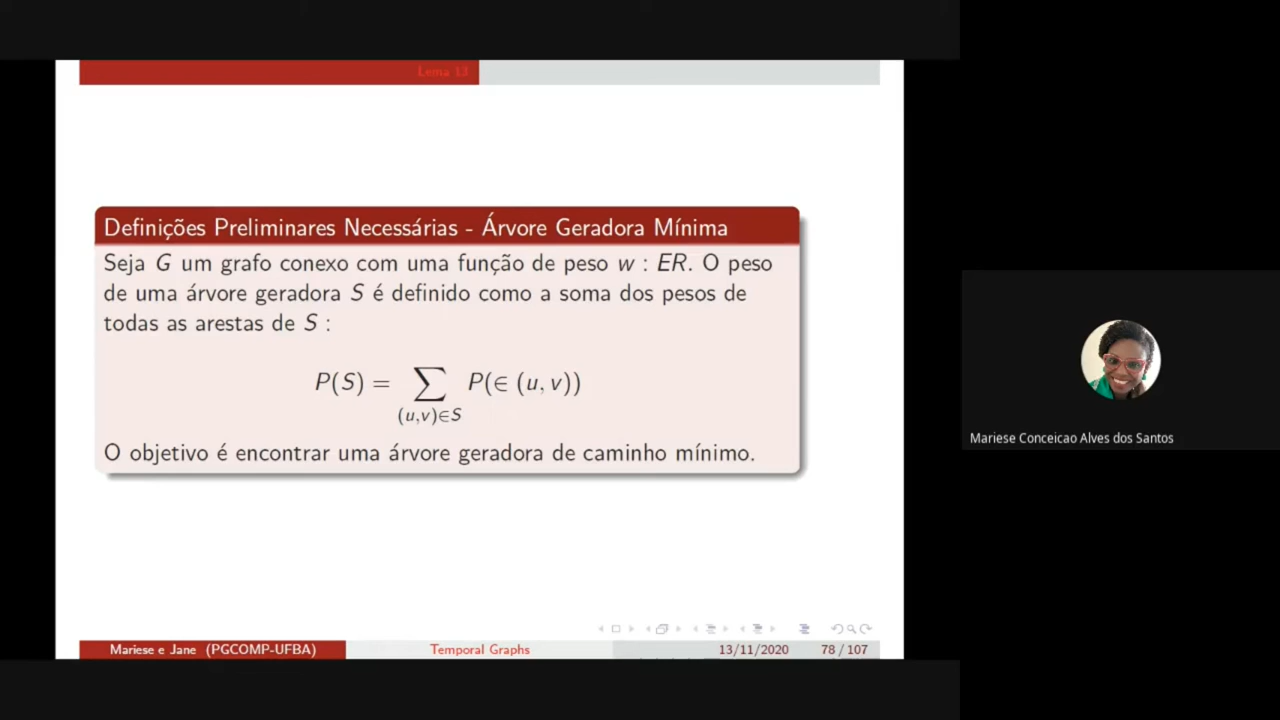 Lema 13
Definições Preliminares Necessárias - Árvore Geradora Mínima
Seja G um grafo conexo com uma função de peso w : ER. O peso
de uma árvore geradora S é definido como a soma dos pesos de
todas as arestas de S :
P(S) = ∑ P(∈ (u, v))
(u,v)∈S
O objetivo é encontrar uma árvore geradora de caminho mínimo.
Mariese Conceicao Alves dos Santos
Mariese e Jane (PGCOMP-UFBA) Temporal Graphs 13/11/2020 78 / 107